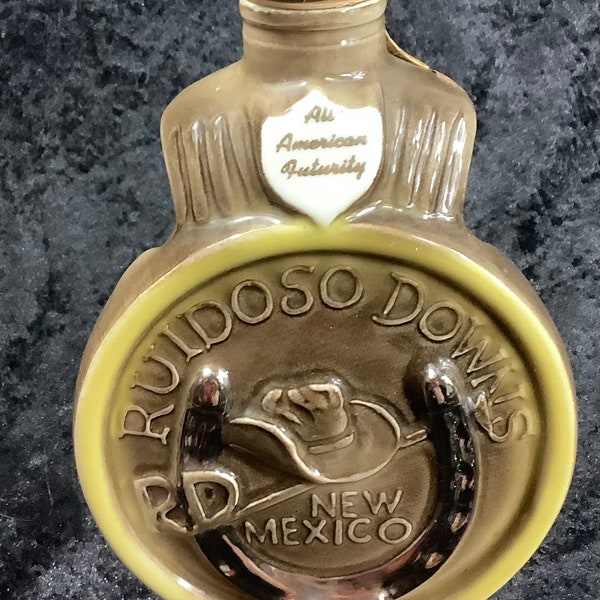 All
American
Futurity
RUIDOSO DOWNS
RD
NEW
MEXICO